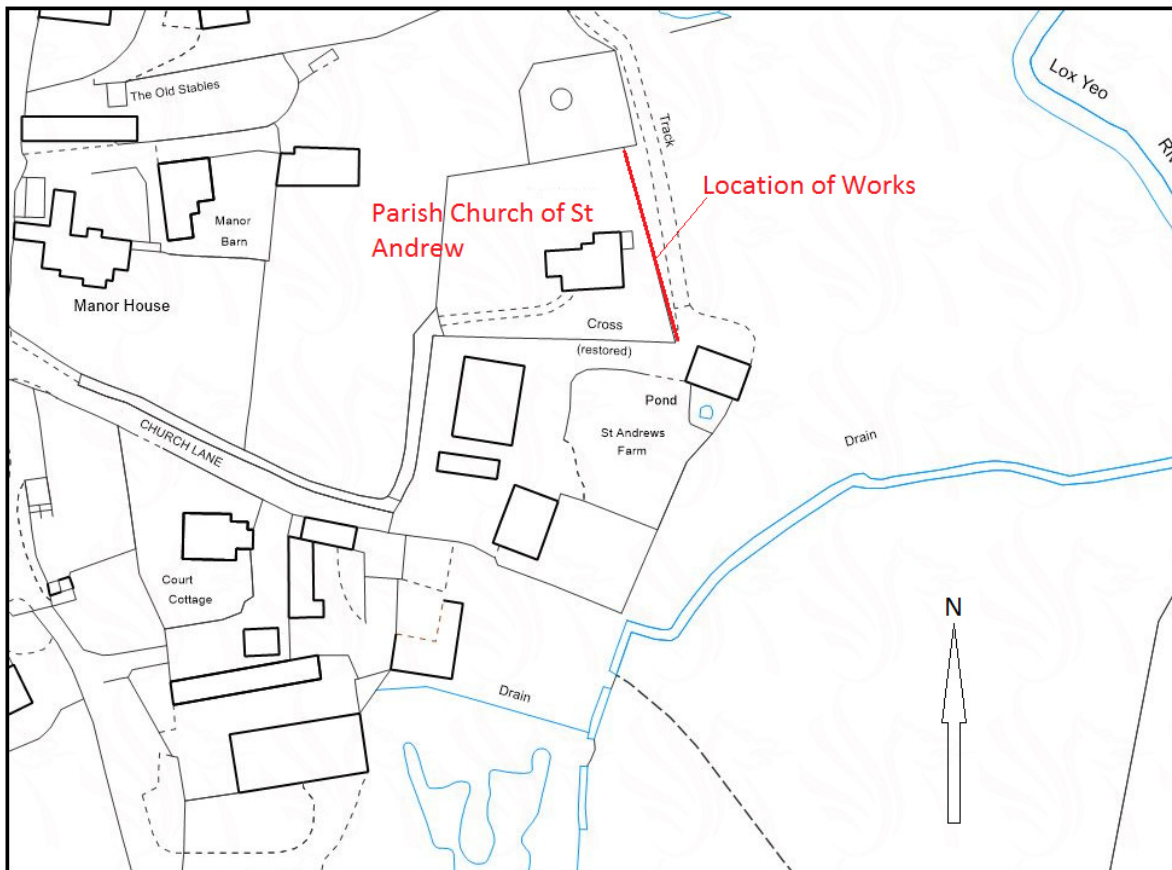 Lox Yeo
The Old Stables
Track
Location of Works
Parish Church of St
Andrew
Manor
Barn
Manor House
Cross
(restored)
Pond
St Andrews
Farm
CHURCH LANE
Drain
Court
Cottage
N
Drain